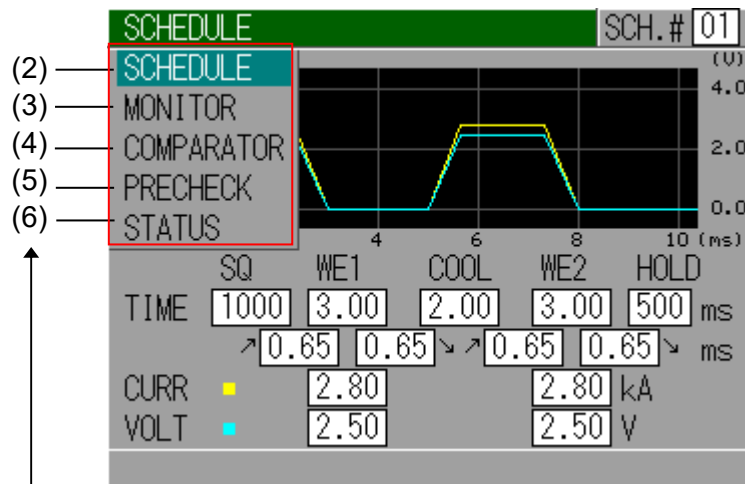 SCHEDULE SCH.# 01
(V)
(2) SCHEDULE
4.0
(3) MONITOR
(4) COMPARATOR 2.0
(5) PRECHECK
(6) STATUS 0.0
4 6 8 10 (ms)
SQ WE1 COOL WE2 HOLD
TIME 1000 3.00 2.00 3.00 500 ms
↗ 0.65 0.65 ↘ ↗ 0.65 0.65 ↘ ms
CURR 2.80 2.80 kA
VOLT 2.50 2.50 V